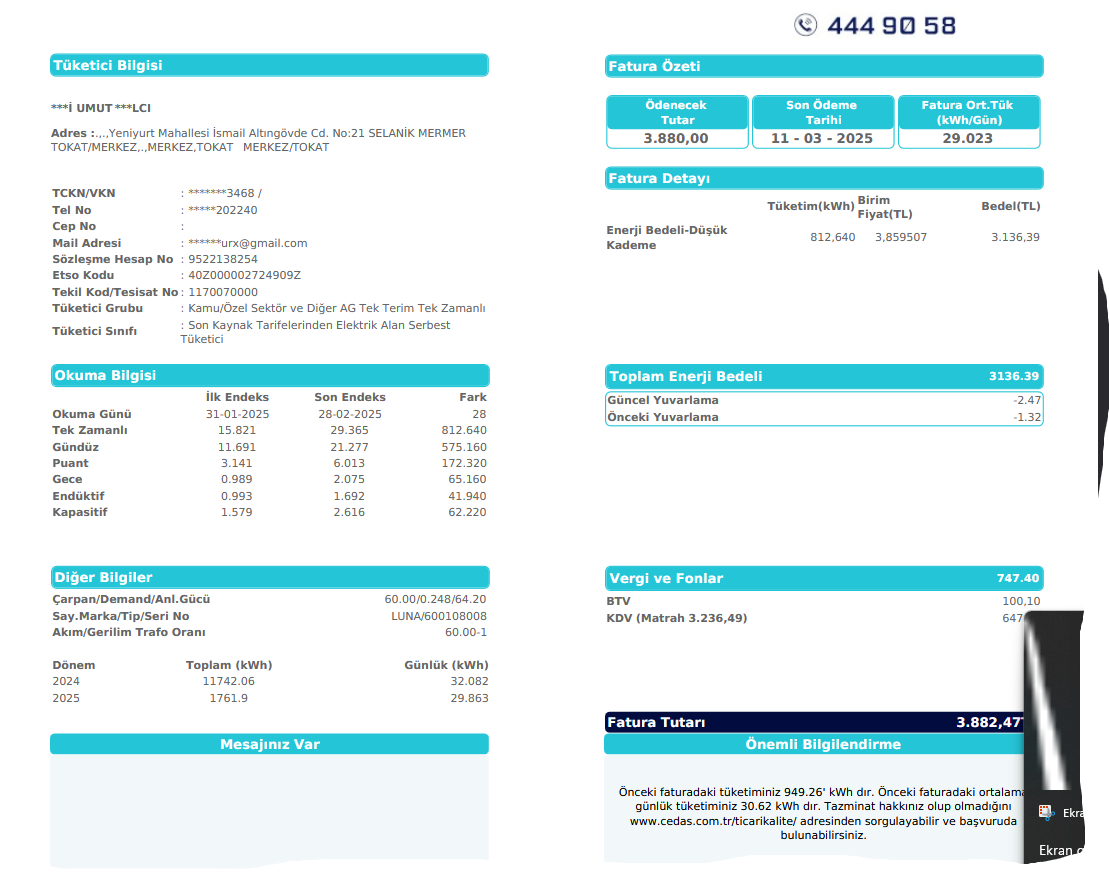 444 90 58
Tüketici Bilgisi
***İ UMUT ***LCI
Adres :.,.,Yeniyurt Mahallesi İsmail Altıngövde Cd. No:21 SELANİK MERMER
TOKAT/MERKEZ,.,MERKEZ,TOKAT MERKEZ/TOKAT
TCKN/VKN : *******3468 /
Tel No : *****202240
Cep No :
Mail Adresi : ******urx@gmail.com
Sözleşme Hesap No : 9522138254
Etso Kodu : 40Z000002724909Z
Tekil Kod/Tesisat No : 1170070000
Tüketici Grubu : Kamu/Özel Sektör ve Diğer AG Tek Terim Tek Zamanlı
Tüketici Sınıfı : Son Kaynak Tarifelerinden Elektrik Alan Serbest
Tüketici
Okuma Bilgisi
İlk Endeks Son Endeks Fark
Okuma Günü 31-01-2025 28-02-2025 28
Tek Zamanlı 15.821 29.365 812.640
Gündüz 11.691 21.277 575.160
Puant 3.141 6.013 172.320
Gece 0.989 2.075 65.160
Endüktif 0.993 1.692 41.940
Kapasitif 1.579 2.616 62.220
Diğer Bilgiler
Çarpan/Demand/Anl.Gücü 60.00/0.248/64.20
Say.Marka/Tip/Seri No LUNA/600108008
Akım/Gerilim Trafo Oranı 60.00-1
Dönem Toplam (kWh) Günlük (kWh)
2024 11742.06 32.082
2025 1761.9 29.863
Mesajınız Var
Fatura Özeti
Ödenecek
Tutar
3.880,00
Son Ödeme
Tarihi
11 - 03 - 2025
Fatura Ort.Tük
(kWh/Gün)
29.023
Fatura Detayı
Tüketim(kWh) Birim
Fiyat(TL) Bedel(TL)
Enerji Bedeli-Düşük
Kademe 812,640 3,859507 3.136,39
Toplam Enerji Bedeli 3136.39
Güncel Yuvarlama -2.47
Önceki Yuvarlama -1.32
Vergi ve Fonlar 747.40
BTV 100,10
KDV (Matrah 3.236,49) 647
Fatura Tutarı 3.882,47
Önemli Bilgilendirme
Önceki faturadaki tüketiminiz 949.26' kWh dır. Önceki faturadaki ortalama
günlük tüketiminiz 30.62 kWh dır. Tazminat hakkınız olup olmadığını
www.cedas.com.tr/ticarikalite/ adresinden sorgulayabilir ve başvuruda
bulunabilirsiniz.
Ekra
Ekran